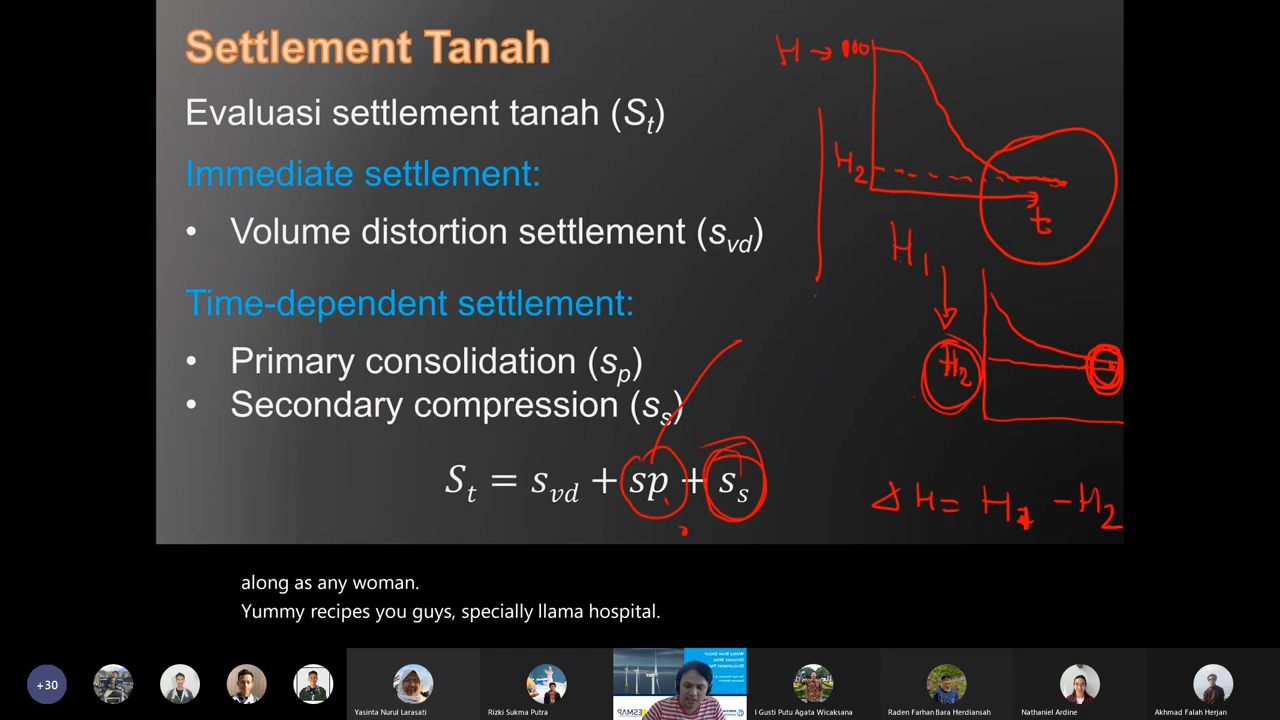 Settlement Tanah
Evaluasi settlement tanah (St)
Immediate settlement:
• Volume distortion settlement (svd)
Time-dependent settlement:
• Primary consolidation (sp)
• Secondary compression (ss)
St = svd + sp + ss
H →
H2
t
H1
H2
ΔH = H1 - H2
along as any woman.
Yummy recipes you guys, specially llama hospital.
+30
Yasinta Nurul Larasati
Rizki Sukma Putra
ESMAP
I Gusti Putu Agata Wicaksana
Raden Farhan Bara Herdiansah
Nathaniel Ardine
Akhmad Falah Herjan